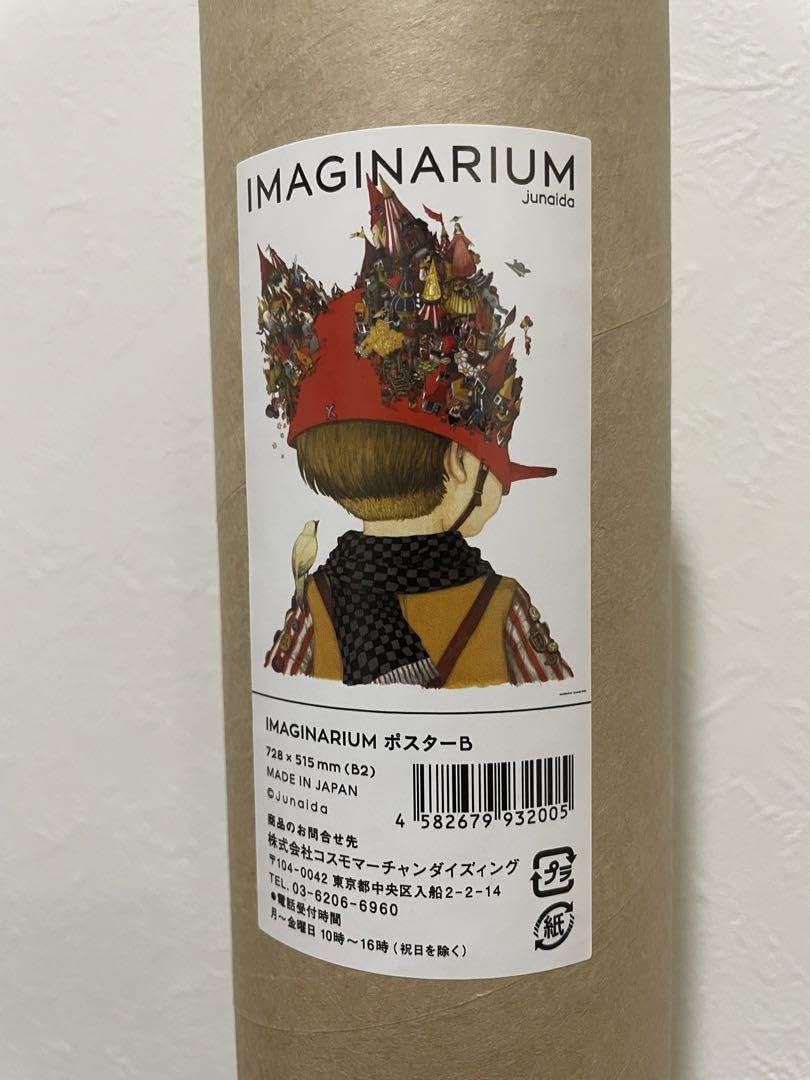 IMAGINARIUM
junaida
IMAGINARIUM ポスターB
728 × 515 mm (B2)
MADE IN JAPAN
©Junaida
4 582679 932005
商品のお問合せ先
株式会社コスモマーチャンダイズィング
〒104-0042 東京都中央区入船2-2-14
TEL. 03-6206-6960
●電話受付時間
月～金曜日 10時～16時 (祝日を除く)
プラ
紙